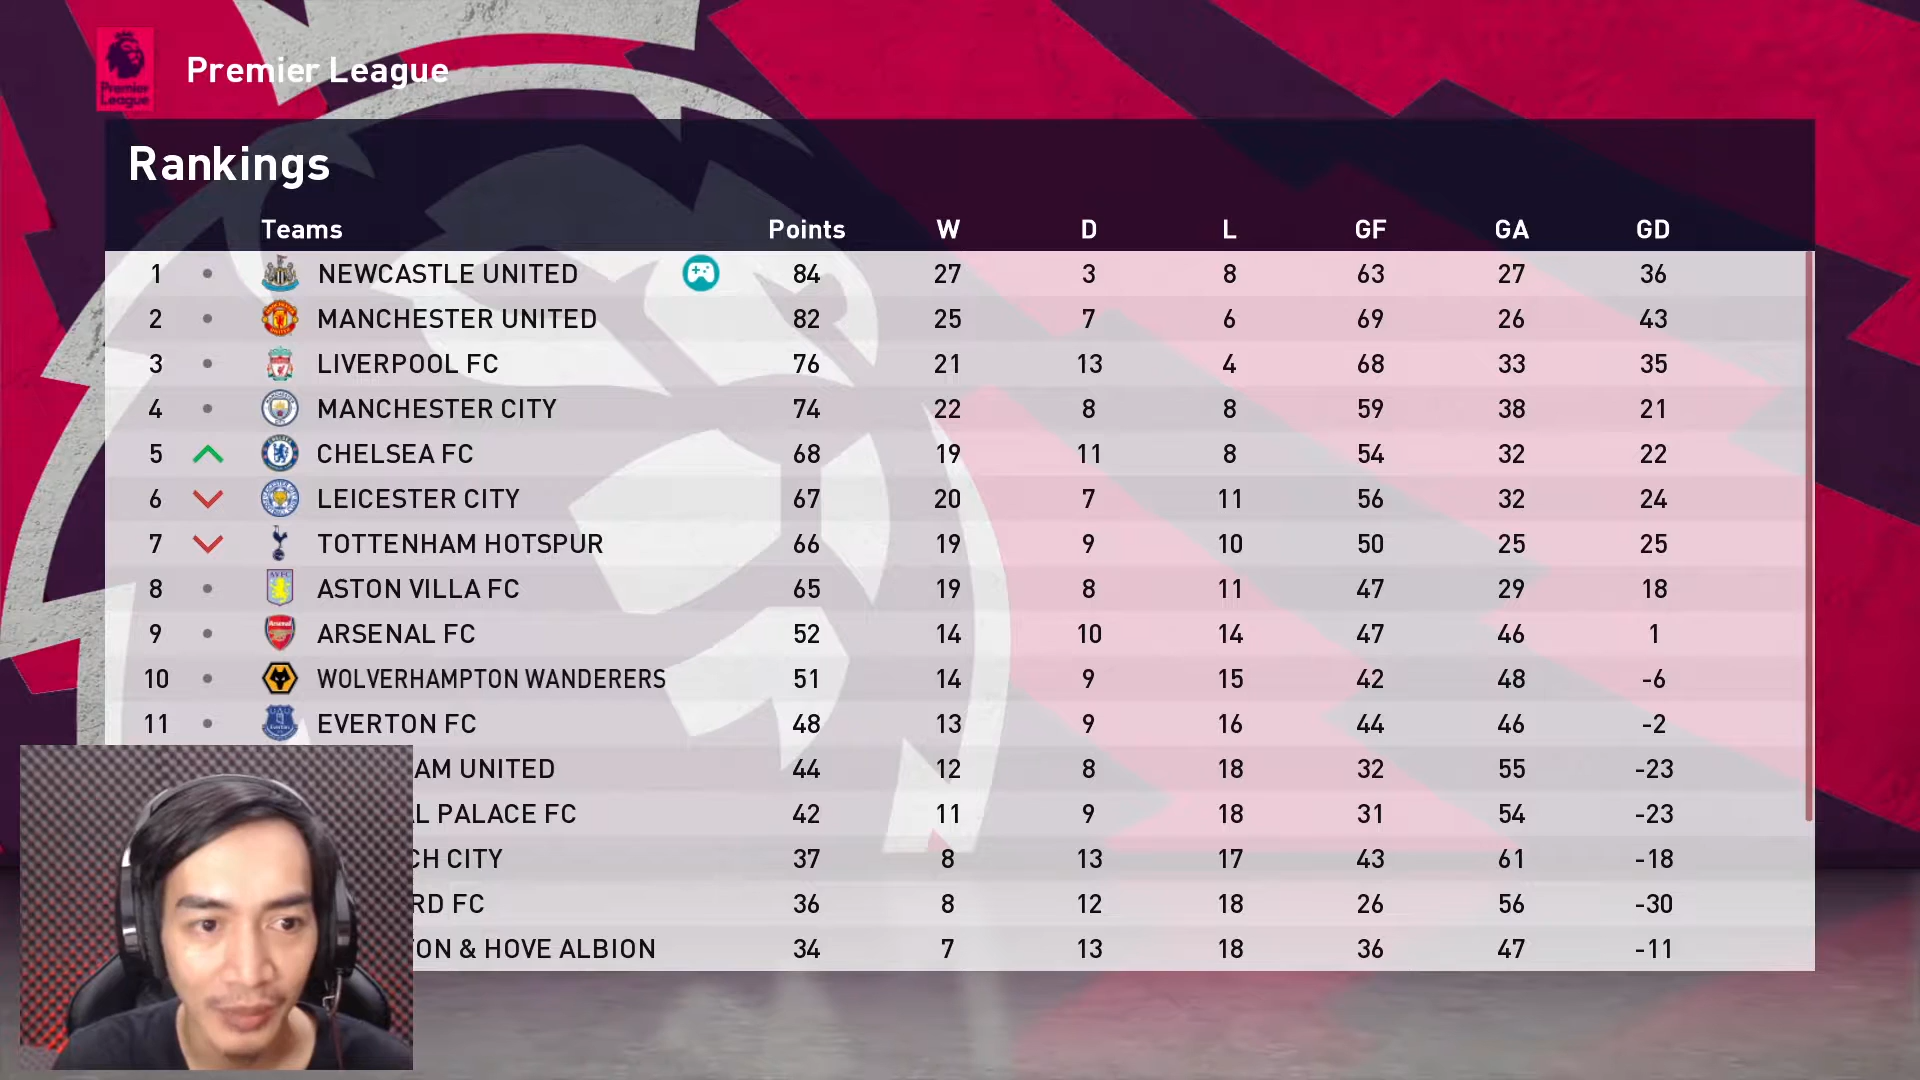 Premier League
Premier
League
Rankings
Teams Points W D L GF GA GD
1 NEWCASTLE UNITED 84 27 3 8 63 27 36
2 MANCHESTER UNITED 82 25 7 6 69 26 43
3 LIVERPOOL FC 76 21 13 4 68 33 35
4 MANCHESTER CITY 74 22 8 8 59 38 21
5 CHELSEA FC 68 19 11 8 54 32 22
6 LEICESTER CITY 67 20 7 11 56 32 24
7 TOTTENHAM HOTSPUR 66 19 9 10 50 25 25
8 ASTON VILLA FC 65 19 8 11 47 29 18
9 ARSENAL FC 52 14 10 14 47 46 1
10 WOLVERHAMPTON WANDERERS 51 14 9 15 42 48 -6
11 EVERTON FC 48 13 9 16 44 46 -2
AM UNITED 44 12 8 18 32 55 -23
L PALACE FC 42 11 9 18 31 54 -23
CH CITY 37 8 13 17 43 61 -18
RD FC 36 8 12 18 26 56 -30
ON & HOVE ALBION 34 7 13 18 36 47 -11